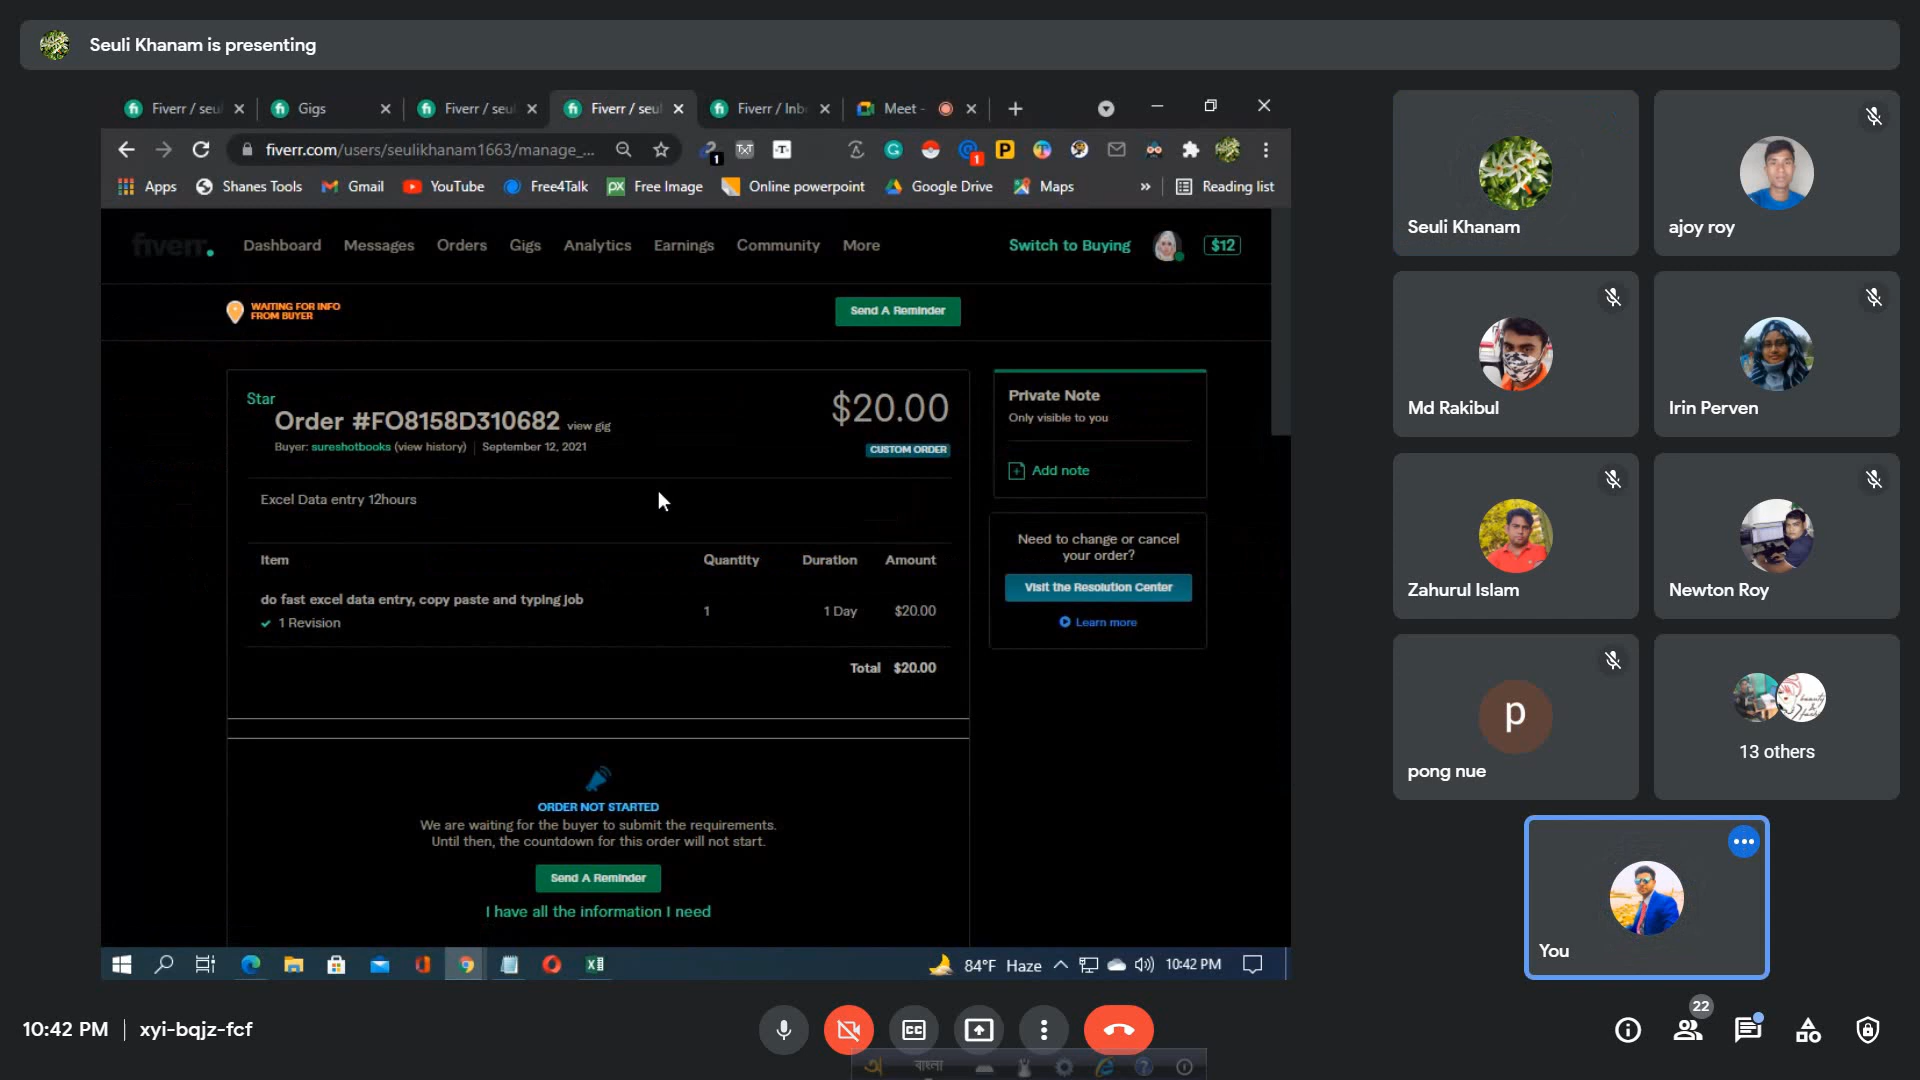 Seuli Khanam is presenting
Fiverr / seul
Gigs
Fiverr / seul
Fiverr / seul
Fiverr / Inb
Meet -
fiverr.com/users/seulikhanam1663/manage_...
1
1
Apps
Shanes Tools
Gmail
YouTube
Free4Talk
Free Image
Online powerpoint
Google Drive
Maps
»
Reading list
fiverr.
Dashboard
Messages
Orders
Gigs
Analytics
Earnings
Community
More
Switch to Buying
$12
WAITING FOR INFO
FROM BUYER
Send A Reminder
Star
Order #FO8158D310682 view gig
$20.00
Buyer: sureshotbooks (view history) | September 12, 2021
CUSTOM ORDER
Excel Data entry 12hours
Item Quantity Duration Amount
do fast excel data entry, copy paste and typing job
1 1 Day $20.00
1 Revision
Total $20.00
ORDER NOT STARTED
We are waiting for the buyer to submit the requirements.
Until then, the countdown for this order will not start.
Send A Reminder
I have all the information I need
Private Note
Only visible to you
Add note
Need to change or cancel
your order?
Visit the Resolution Center
Learn more
84°F Haze
10:42 PM
Seuli Khanam
ajoy roy
Md Rakibul
Irin Perven
Zahurul Islam
Newton Roy
p
pong nue
13 others
You
10:42 PM | xyi-bqjz-fcf
CC
22
অ
বাংলা